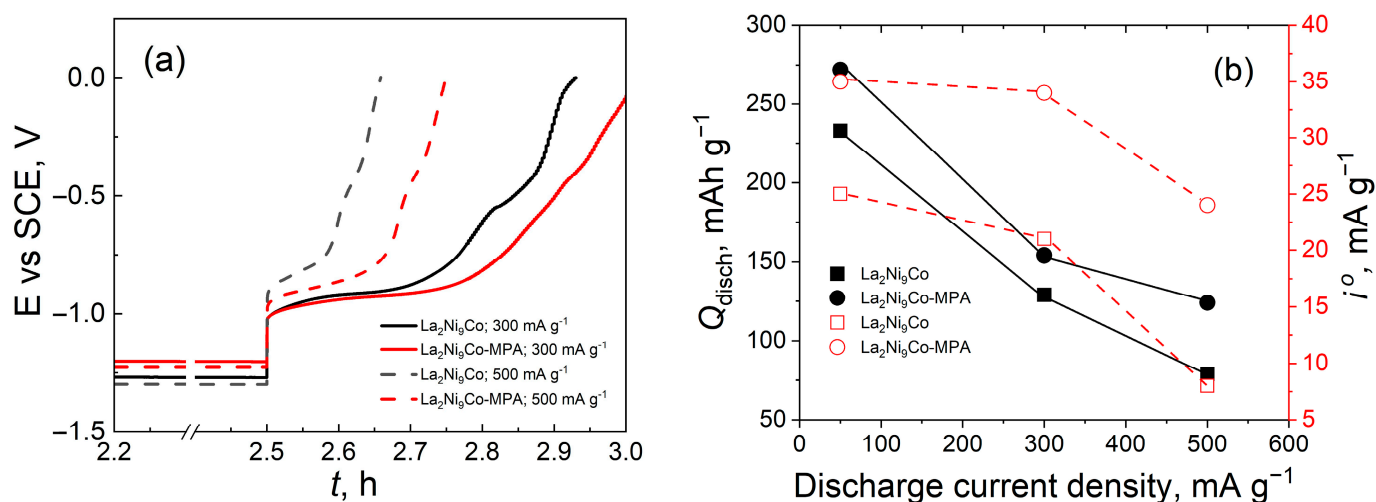 (a)
0.0
−0.5
−1.0
−1.5
E vs SCE, V
La₂Ni₉Co; 300 mA g⁻¹
La₂Ni₉Co-MPA; 300 mA g⁻¹
La₂Ni₉Co; 500 mA g⁻¹
La₂Ni₉Co-MPA; 500 mA g⁻¹
2.2 2.5 2.6 2.7 2.8 2.9 3.0
t, h
(b)
300
250
200
150
100
50
Q_disch, mAh g⁻¹
La₂Ni₉Co
La₂Ni₉Co-MPA
La₂Ni₉Co
La₂Ni₉Co-MPA
40
35
30
25
20
15
10
5
i°, mA g⁻¹
0 100 200 300 400 500 600
Discharge current density, mA g⁻¹